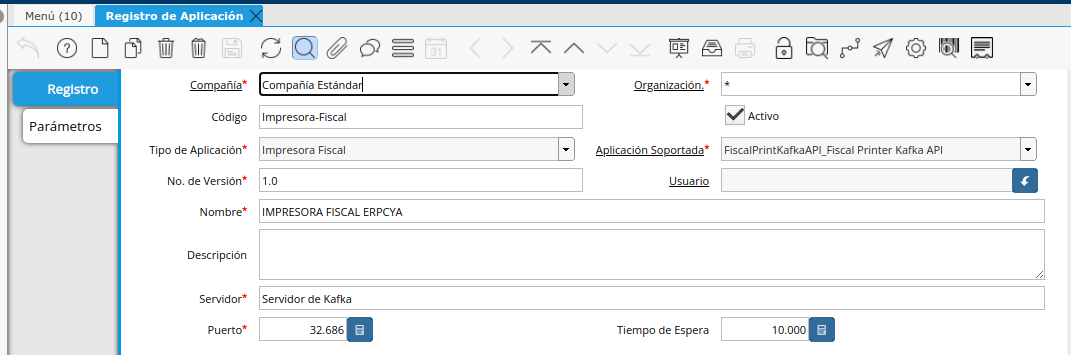 Menú (10) Registro de Aplicación
31
Registro
Parámetros
Compañía* Compañía Estándar Organización.* *
Código Impresora-Fiscal Activo
Tipo de Aplicación* Impresora Fiscal Aplicación Soportada* FiscalPrintKafkaAPI_Fiscal Printer Kafka API
No. de Versión* 1.0 Usuario
Nombre* IMPRESORA FISCAL ERPCYA
Descripción
Servidor* Servidor de Kafka
Puerto* 32.686 Tiempo de Espera 10.000